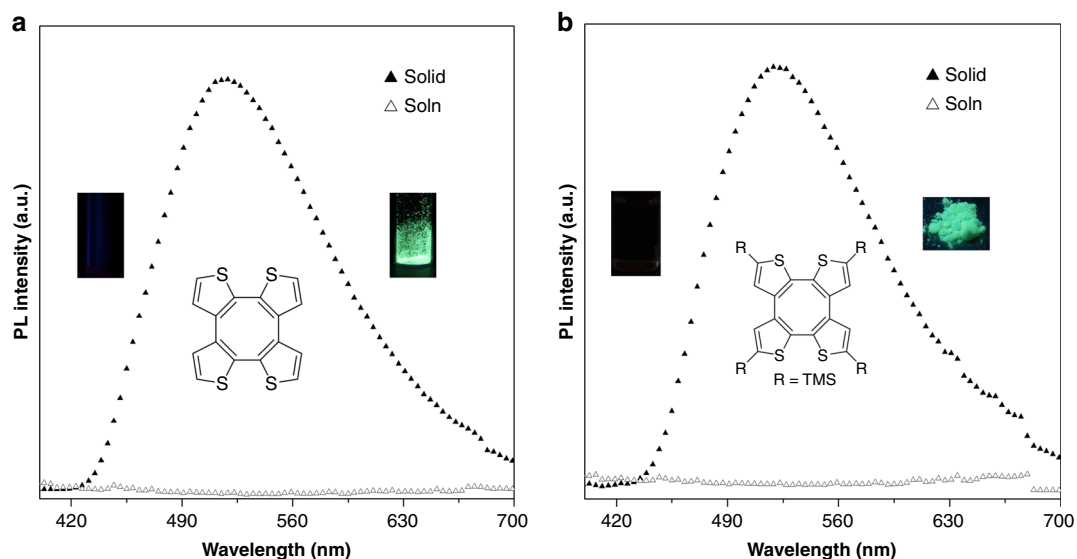 a
PL intensity (a.u.)
▲ Solid
△ Soln
S S
S S
420 490 560 630 700
Wavelength (nm)
b
PL intensity (a.u.)
▲ Solid
△ Soln
R S S R
R S S R
R = TMS
420 490 560 630 700
Wavelength (nm)